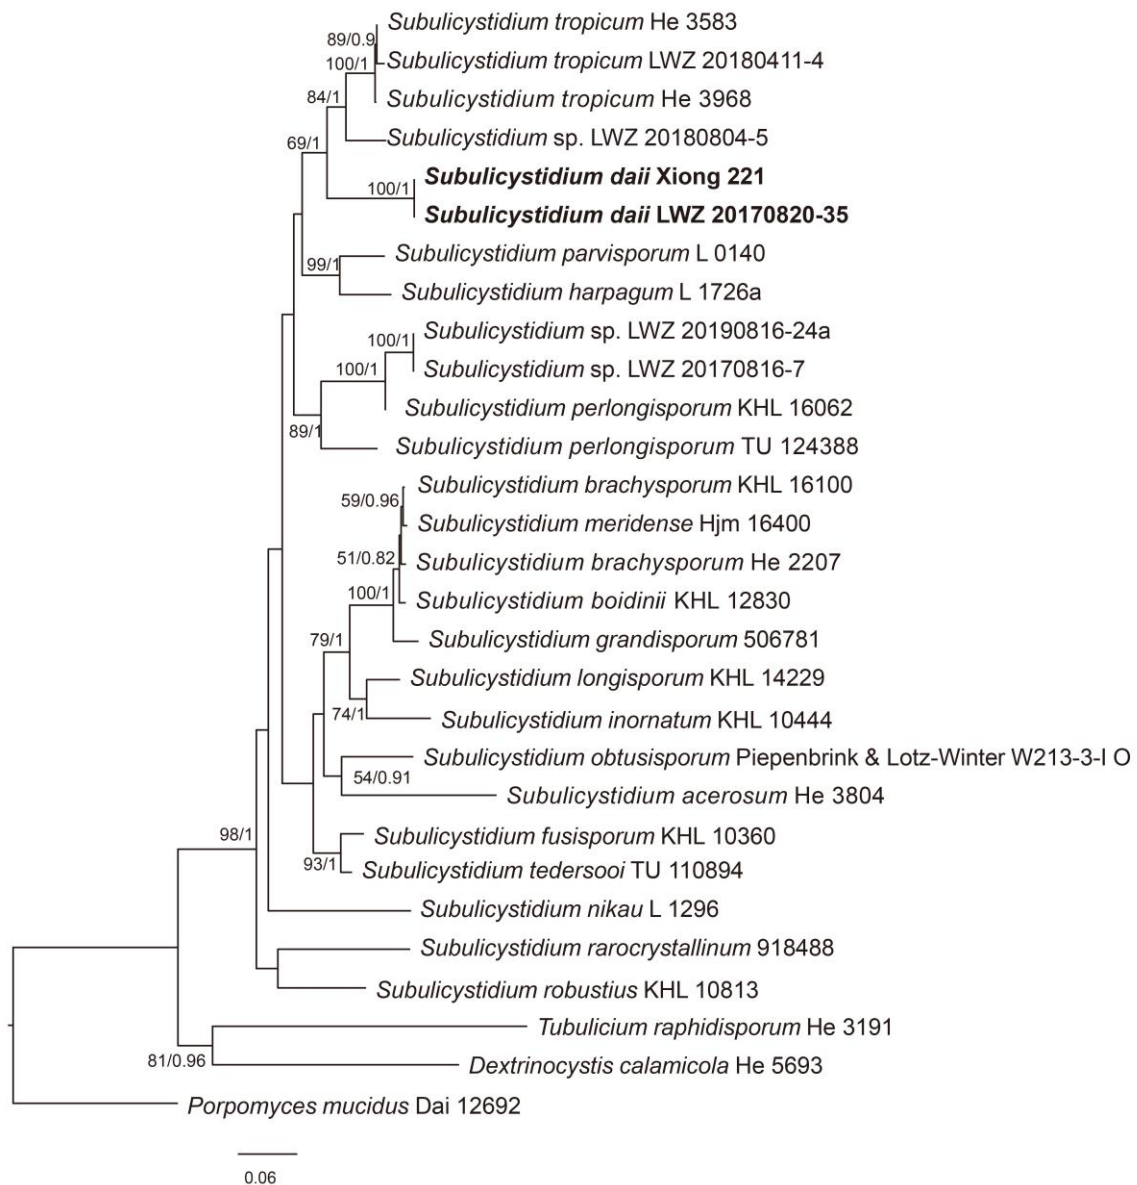 Subulicystidium tropicum He 3583
89/0.9
Subulicystidium tropicum LWZ 20180411-4
100/1
Subulicystidium tropicum He 3968
84/1
Subulicystidium sp. LWZ 20180804-5
69/1
Subulicystidium daii Xiong 221
100/1
Subulicystidium daii LWZ 20170820-35
Subulicystidium parvisporum L 0140
99/1
Subulicystidium harpagum L 1726a
Subulicystidium sp. LWZ 20190816-24a
100/1
Subulicystidium sp. LWZ 20170816-7
100/1
Subulicystidium perlongisporum KHL 16062
89/1
Subulicystidium perlongisporum TU 124388
Subulicystidium brachysporum KHL 16100
59/0.96
Subulicystidium meridense Hjm 16400
51/0.82
Subulicystidium brachysporum He 2207
100/1
Subulicystidium boidinii KHL 12830
79/1
Subulicystidium grandisporum 506781
Subulicystidium longisporum KHL 14229
74/1
Subulicystidium inornatum KHL 10444
Subulicystidium obtusisporum Piepenbrink & Lotz-Winter W213-3-I O
54/0.91
Subulicystidium acerosum He 3804
98/1
Subulicystidium fusisporum KHL 10360
93/1
Subulicystidium tedersooi TU 110894
Subulicystidium nikau L 1296
Subulicystidium rarocrystallinum 918488
Subulicystidium robustius KHL 10813
Tubulicium raphidisporum He 3191
81/0.96
Dextrinocystis calamicola He 5693
Porpomyces mucidus Dai 12692
0.06